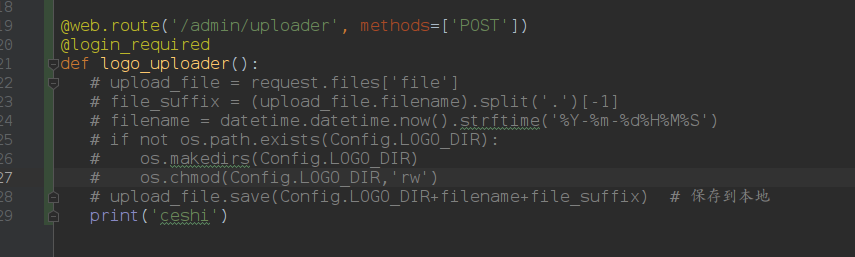 18
19 @web.route('/admin/uploader', methods=['POST'])
20 @login_required
21 def logo_uploader():
22 # upload_file = request.files['file']
23 # file_suffix = (upload_file.filename).split('.')[-1]
24 # filename = datetime.datetime.now().strftime('%Y-%m-%d%H%M%S')
25 # if not os.path.exists(Config.LOGO_DIR):
26 #     os.makedirs(Config.LOGO_DIR)
27 #     os.chmod(Config.LOGO_DIR,'rw')
28 # upload_file.save(Config.LOGO_DIR+filename+file_suffix)  # 保存到本地
29 print('ceshi')